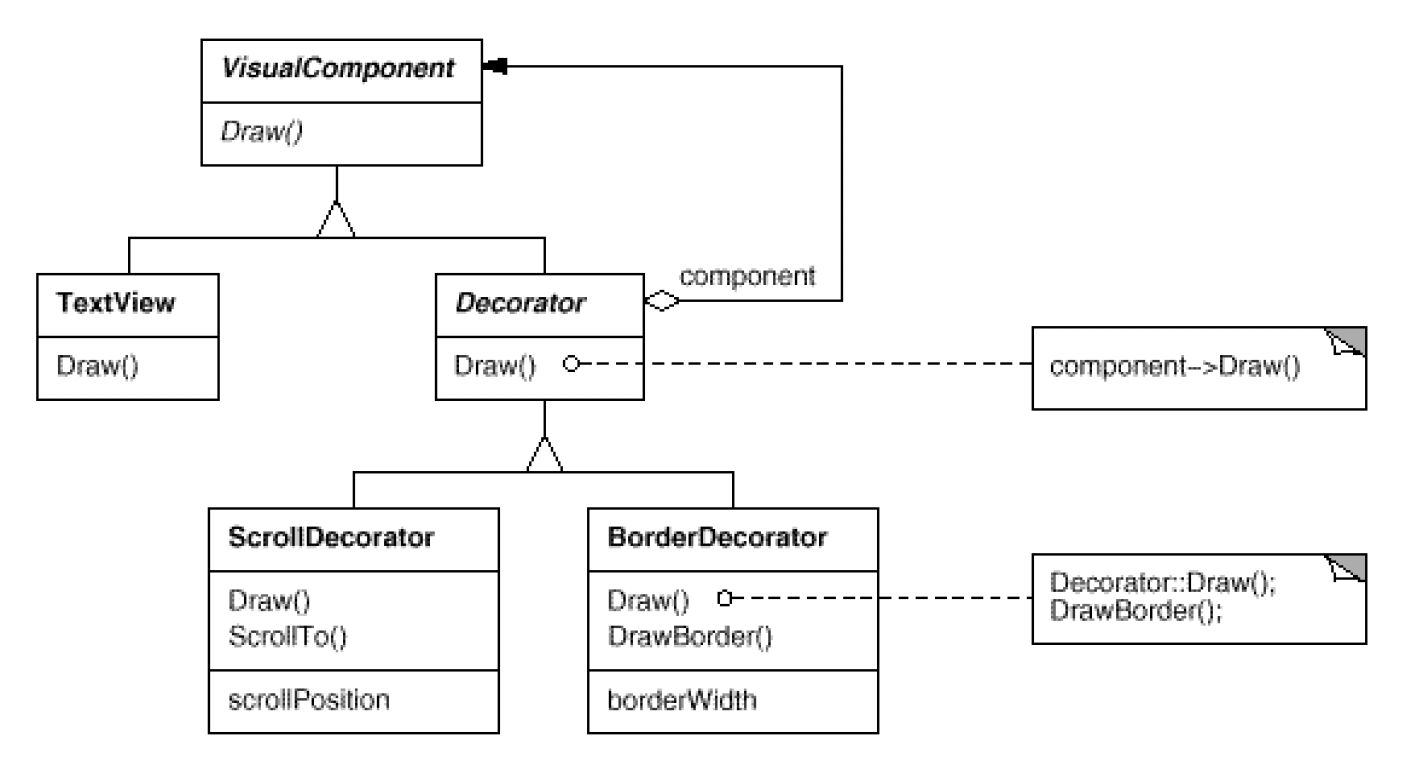 VisualComponent
Draw()
component
TextView
Draw()
Decorator
Draw()
component->Draw()
ScrollDecorator
Draw()
ScrollTo()
scrollPosition
BorderDecorator
Draw()
DrawBorder()
borderWidth
Decorator::Draw();
DrawBorder();